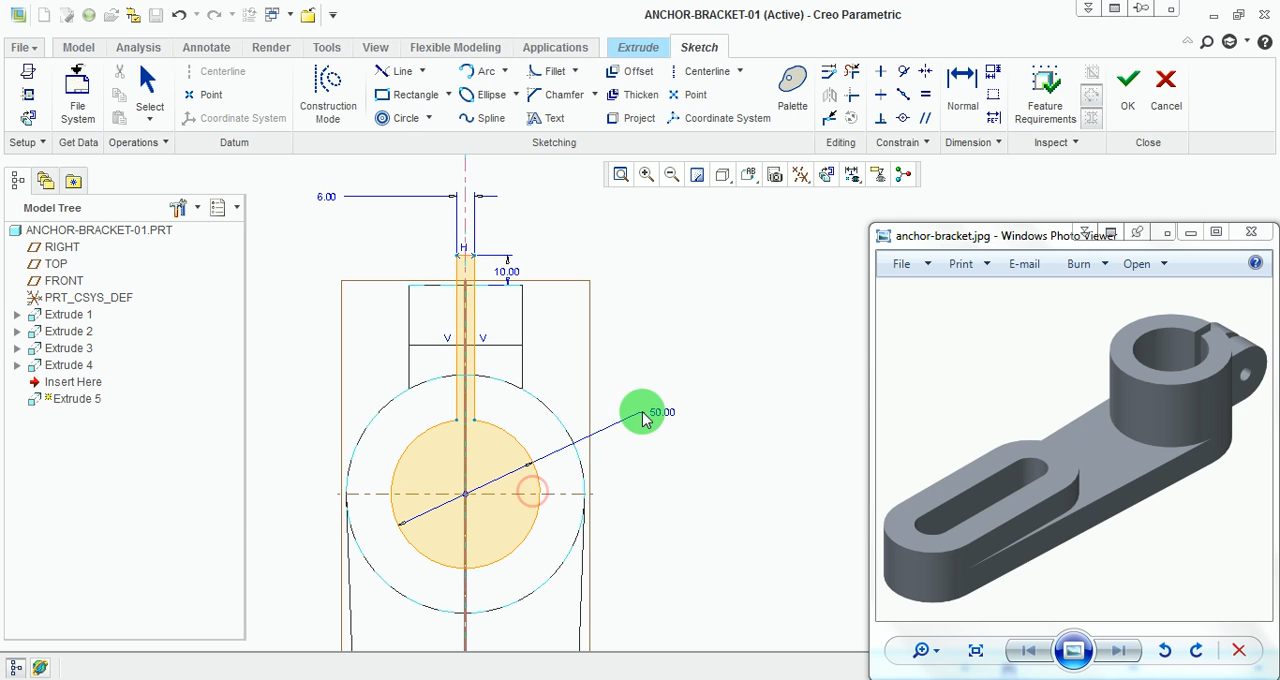 ANCHOR-BRACKET-01 (Active) - Creo Parametric
File Model Analysis Annotate Render Tools View Flexible Modeling Applications Extrude Sketch
Centerline Line Arc Fillet Offset Centerline
Point Rectangle Ellipse Chamfer Thicken Point
Coordinate System Circle Spline Text Project Coordinate System
File System
Select
Construction Mode
Palette
Normal
Feature Requirements
OK Cancel
Setup Get Data Operations Datum Sketching Editing Constrain Dimension Inspect Close
Model Tree
ANCHOR-BRACKET-01.PRT
RIGHT
TOP
FRONT
PRT_CSYS_DEF
Extrude 1
Extrude 2
Extrude 3
Extrude 4
Insert Here
Extrude 5
6.00
H
10.00
V V
50.00
anchor-bracket.jpg - Windows Photo Viewer
File Print E-mail Burn Open